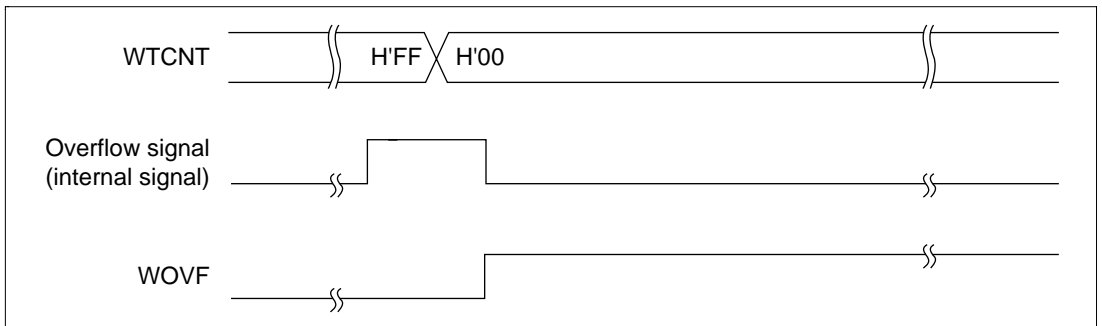 WTCNT
H'FF
H'00
Overflow signal
(internal signal)
WOVF